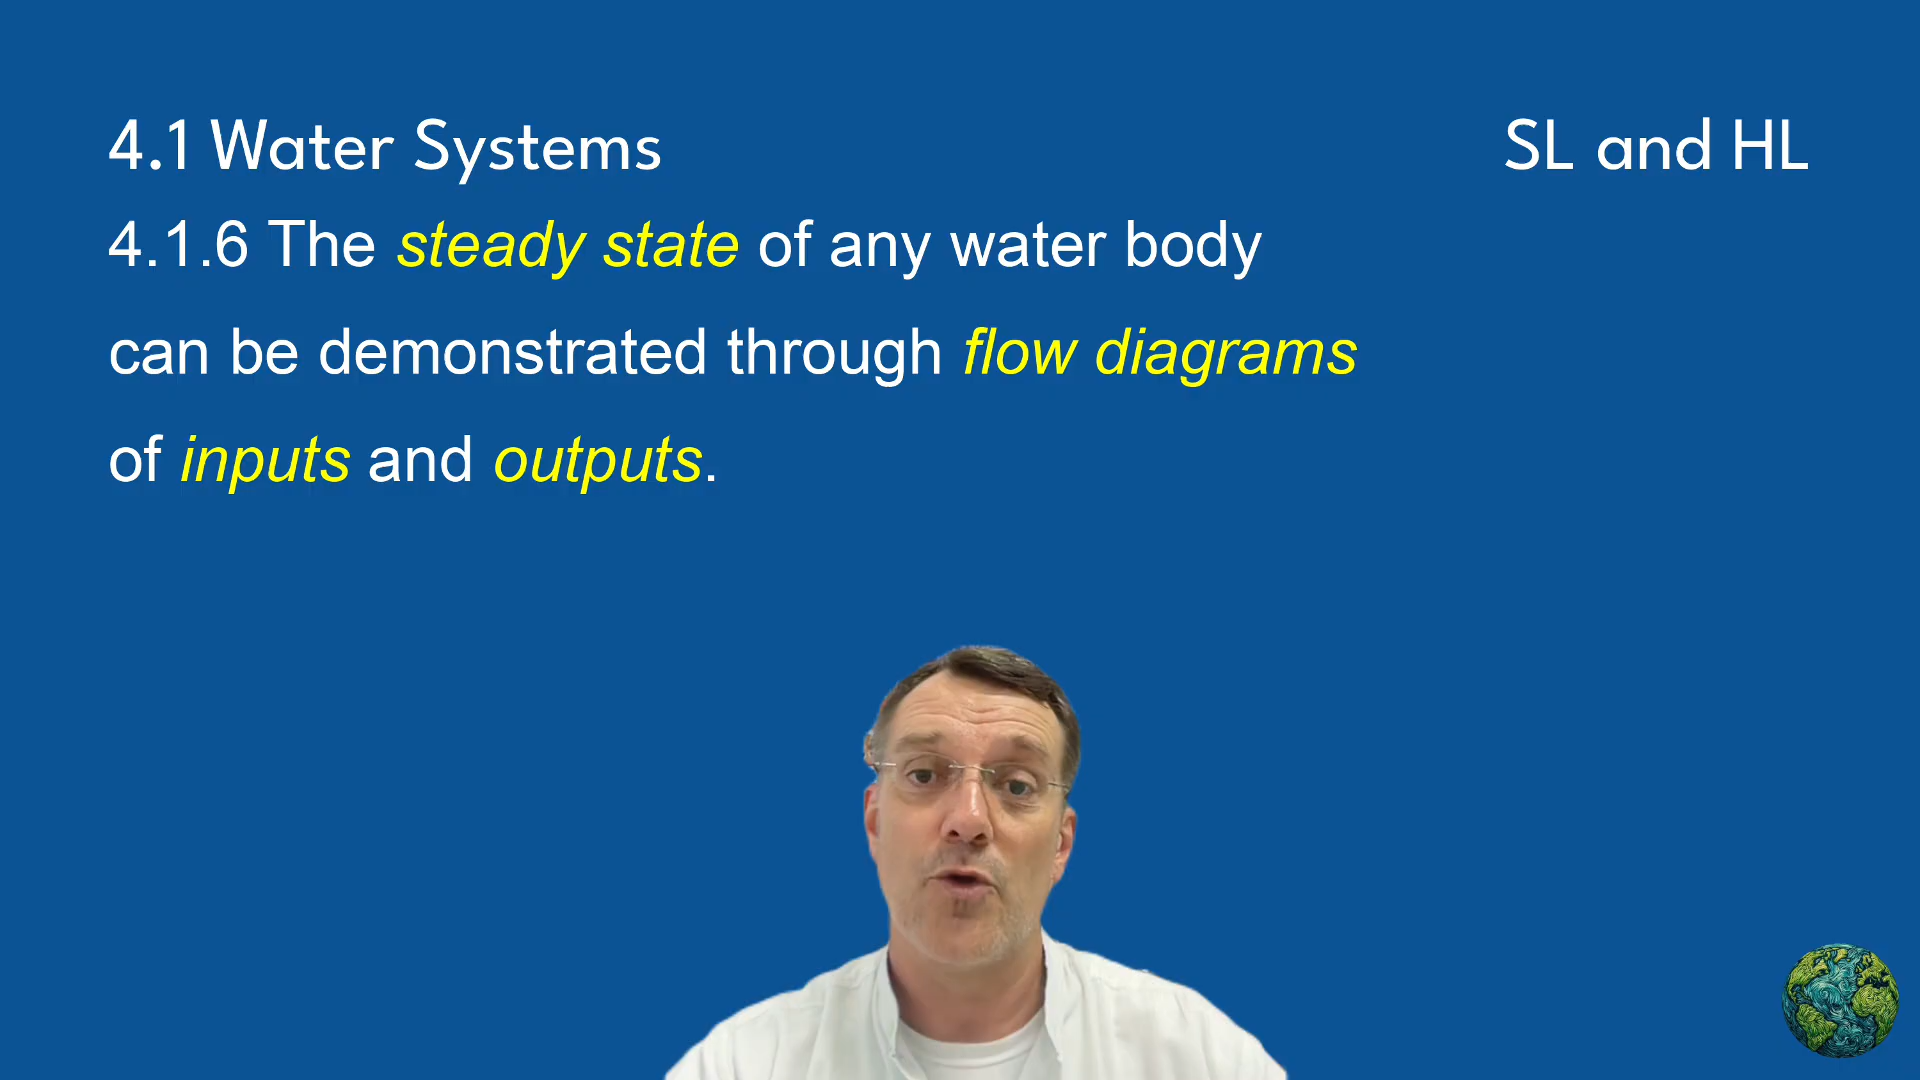 4.1 Water Systems
SL and HL
4.1.6 The steady state of any water body
can be demonstrated through flow diagrams
of inputs and outputs.